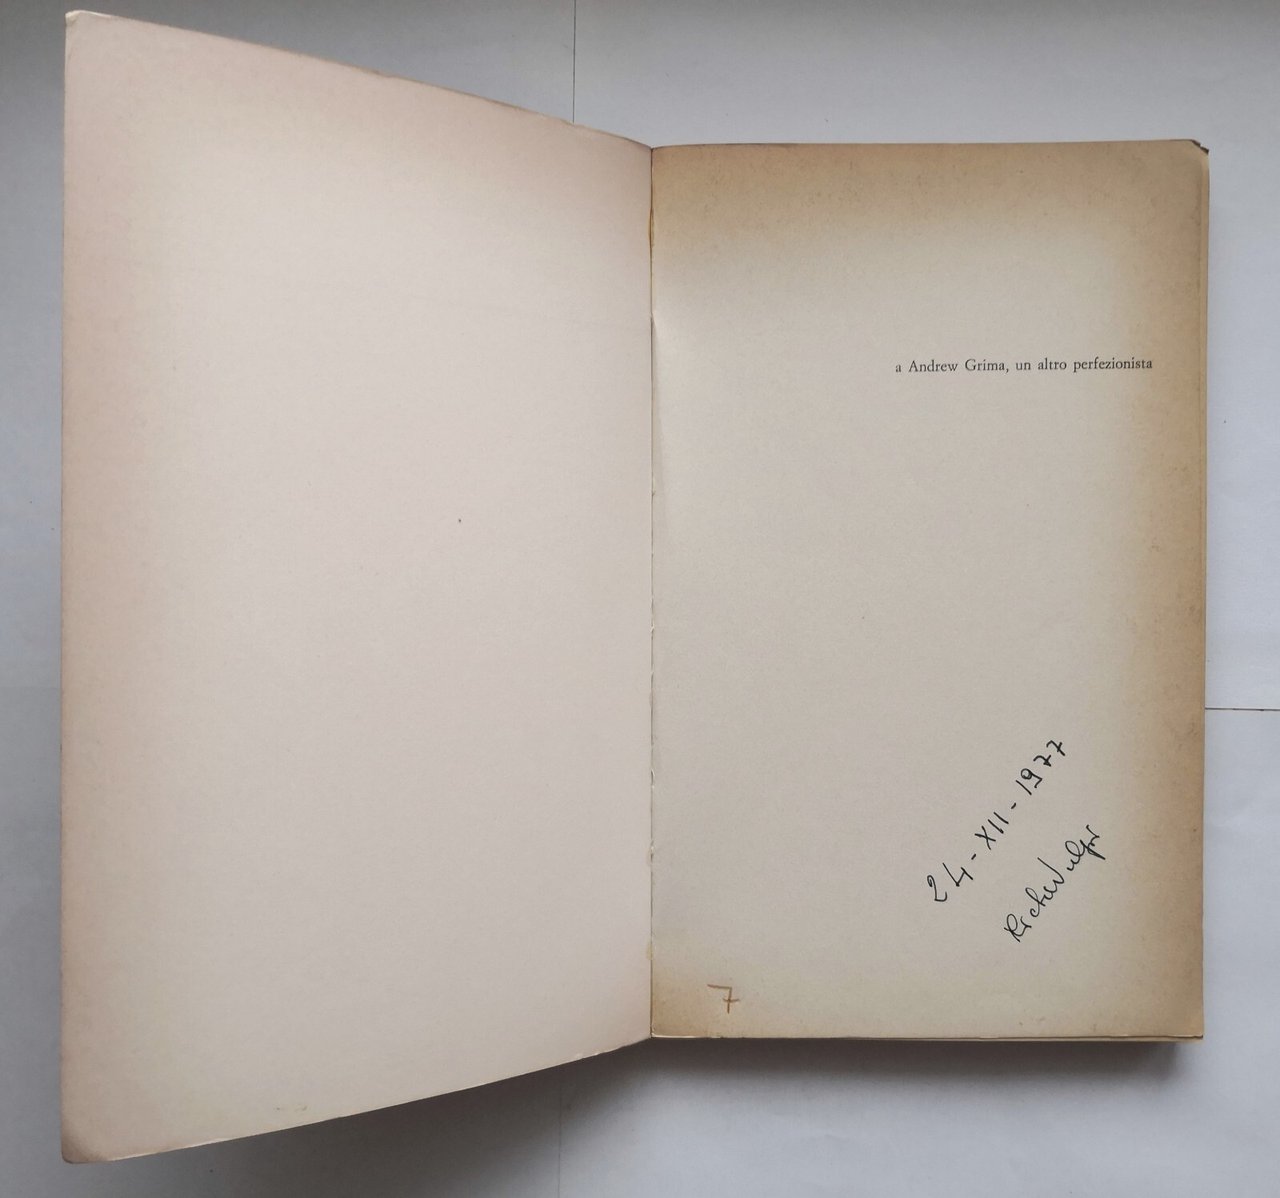 a Andrew Grima, un altro perfezionista
24-XII-1977
7